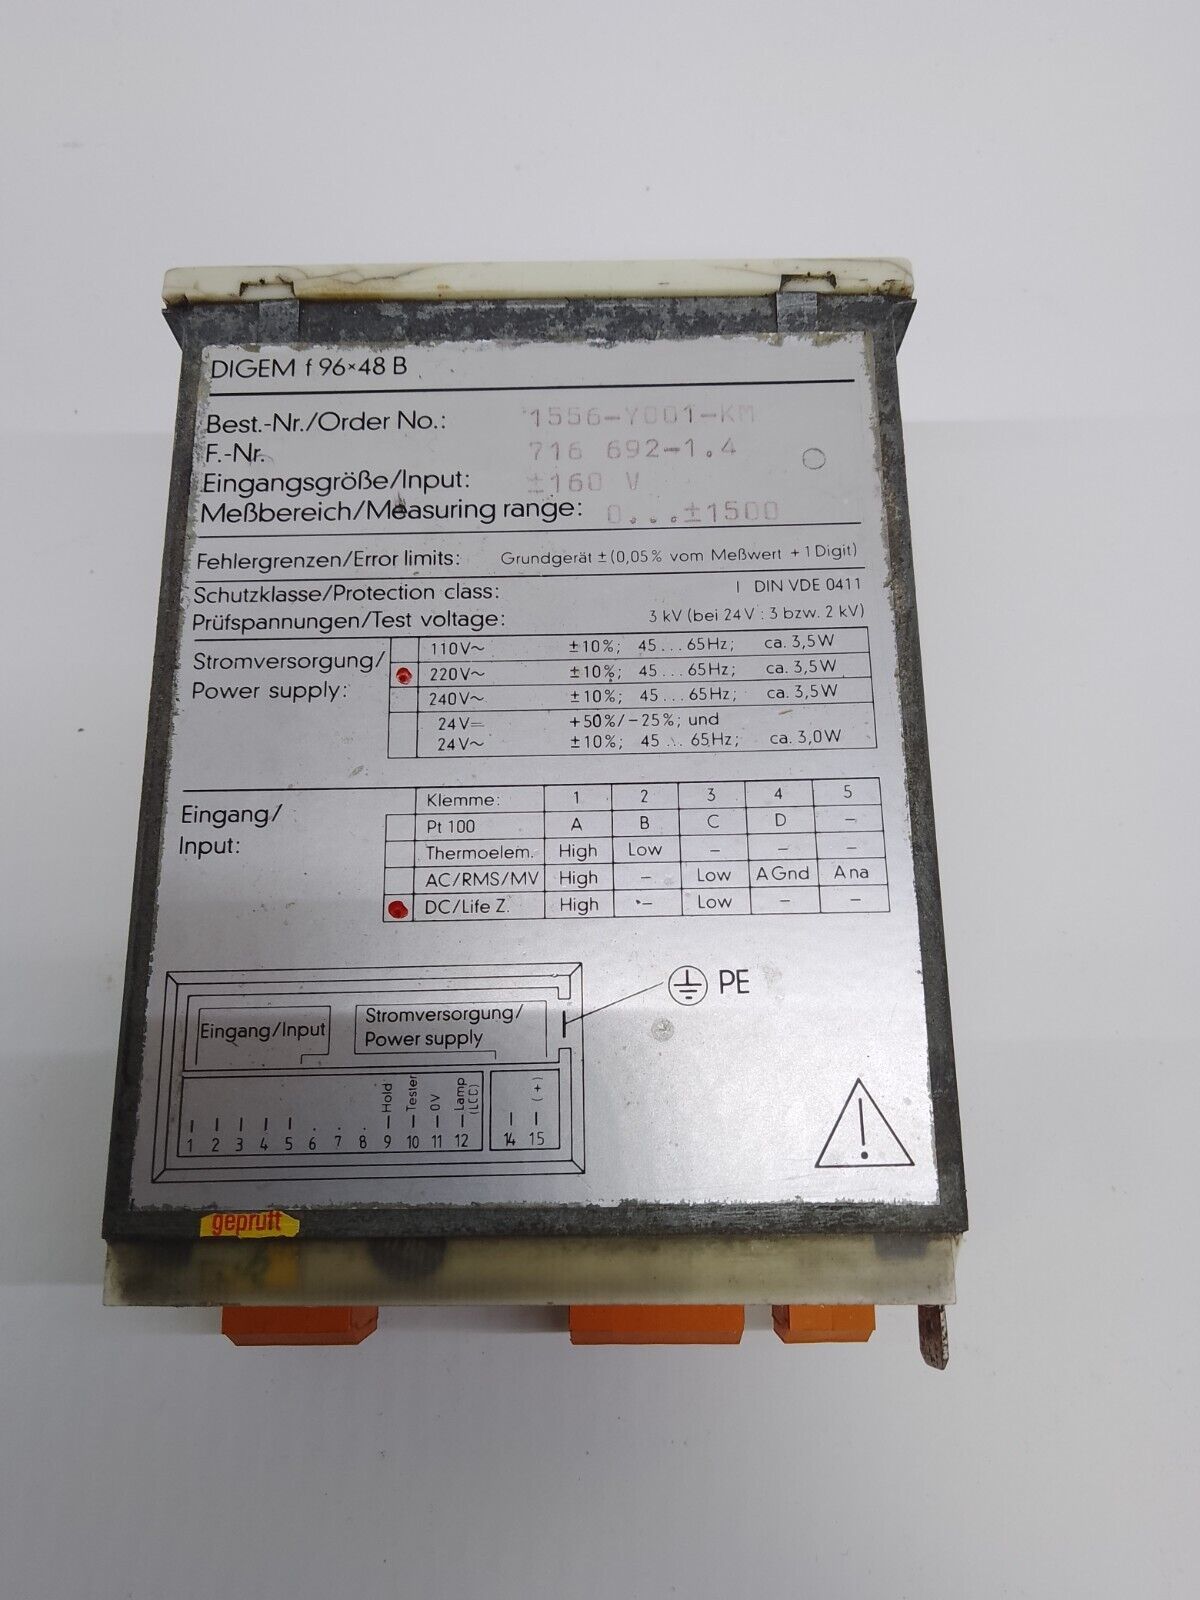 DIGEM f 96×48 B
Best.-Nr./Order No.: 1556-Y001-KM
F.-Nr. 716 692-1.4
Eingangsgröße/Input: ±160 V
Meßbereich/Measuring range: 0...±1500
Fehlergrenzen/Error limits: Grundgerät ± (0,05% vom Meßwert + 1 Digit)
Schutzklasse/Protection class: I DIN VDE 0411
Prüfspannungen/Test voltage: 3 kV (bei 24V : 3 bzw. 2 kV)
Stromversorgung/
Power supply:
110V~ ±10%; 45...65Hz; ca. 3,5W
220V~ ±10%; 45...65Hz; ca. 3,5W
240V~ ±10%; 45...65Hz; ca. 3,5W
24V= +50%/-25%; und
24V~ ±10%; 45...65Hz; ca. 3,0W
Eingang/
Input:
Klemme: 1 2 3 4 5
Pt 100 A B C D –
Thermoelem. High Low – – –
AC/RMS/MV High – Low A Gnd Ana
DC/Life Z. High – Low – –
PE
Eingang/Input
Stromversorgung/
Power supply
Hold
Tester
0V
Lamp
(LCD)
(+)
1 2 3 4 5 6 7 8 9 10 11 12 14 15
geprüft